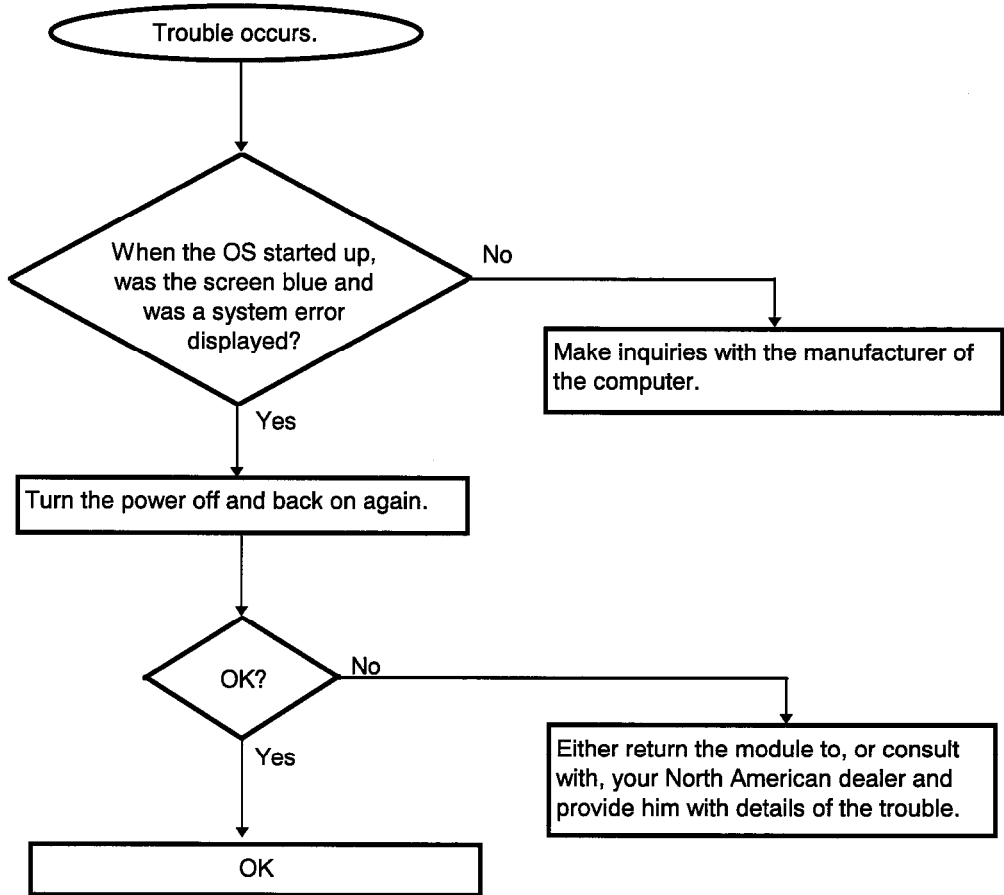 Trouble occurs.
When the OS started up,
was the screen blue and
was a system error
displayed?
No
Make inquiries with the manufacturer of
the computer.
Yes
Turn the power off and back on again.
OK?
No
Either return the module to, or consult
with, your North American dealer and
provide him with details of the trouble.
Yes
OK